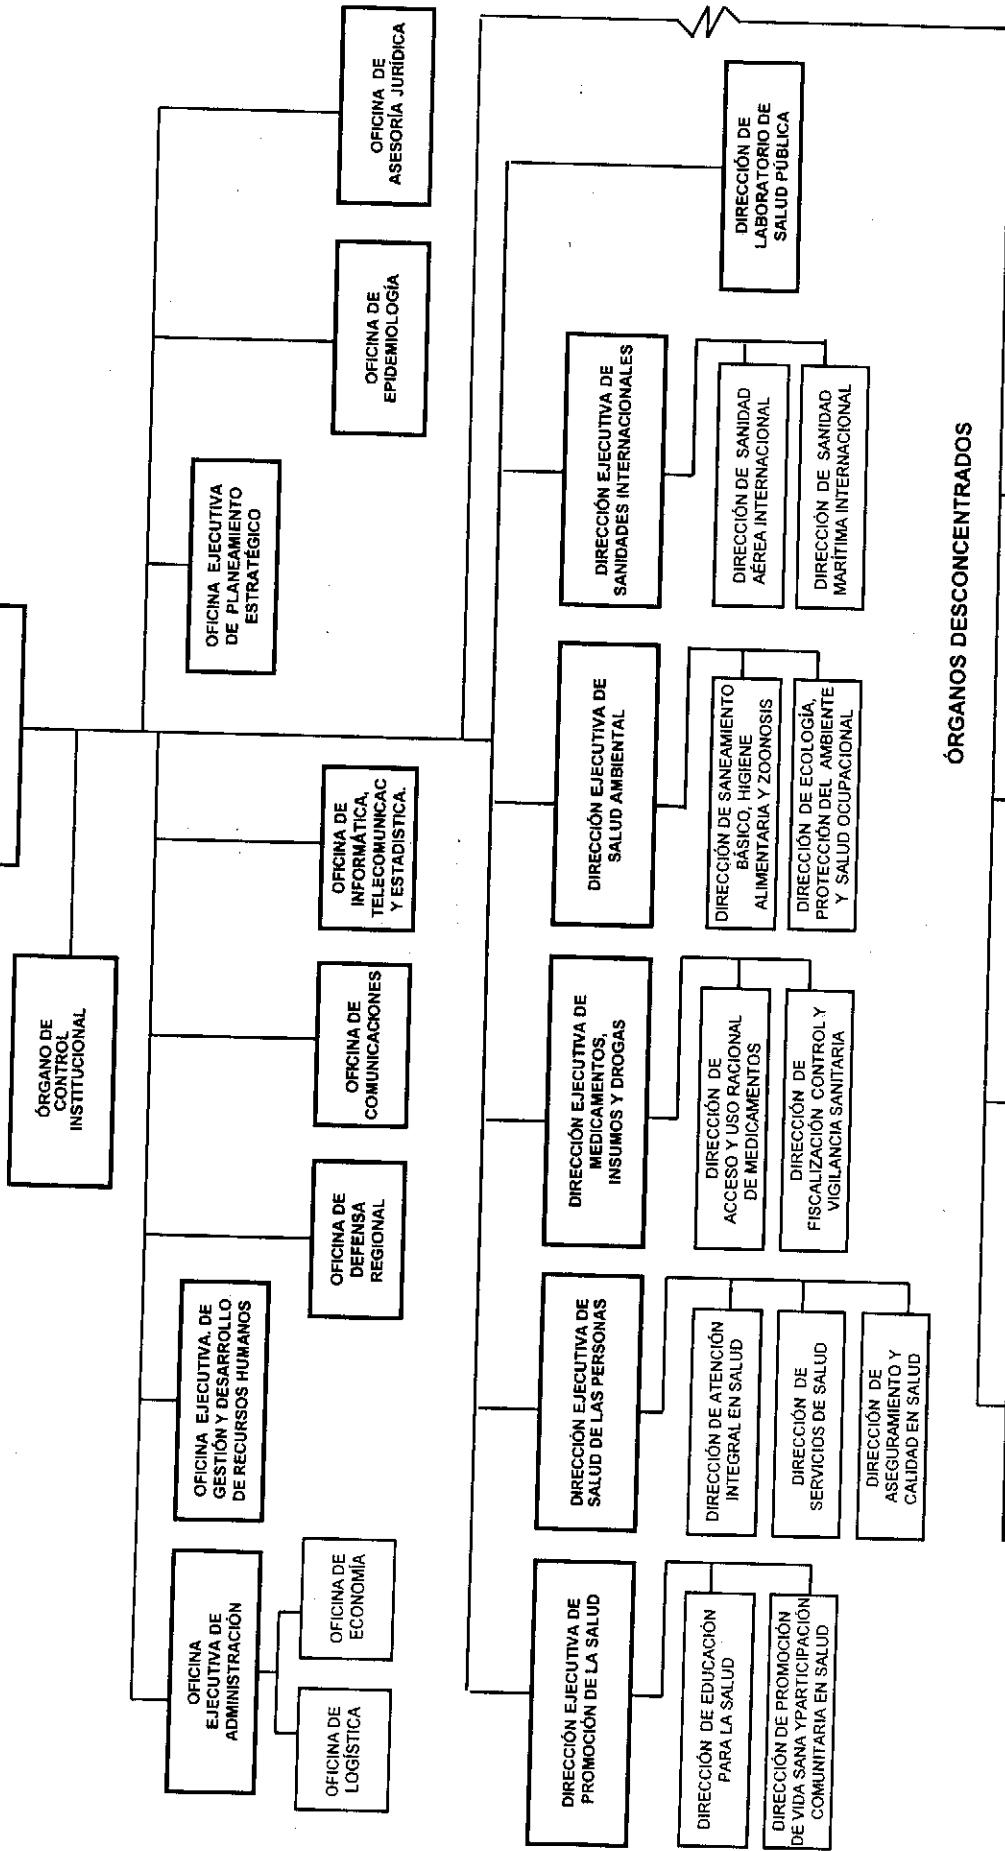 ÓRGANO DE
CONTROL
INSTITUCIONAL
OFICINA
EJECUTIVA DE
ADMINISTRACIÓN
OFICINA DE
LOGÍSTICA
OFICINA DE
ECONOMÍA
OFICINA EJECUTIVA. DE
GESTIÓN Y DESARROLLO
DE RECURSOS HUMANOS
OFICINA DE
DEFENSA
REGIONAL
OFICINA DE
COMUNICACIONES
OFICINA DE
INFORMÁTICA,
TELECOMUNICAC
Y ESTADISTICA.
OFICINA EJECUTIVA
DE PLANEAMIENTO
ESTRATÉGICO
OFICINA DE
EPIDEMIOLOGÍA
OFICINA DE
ASESORÍA JURÍDICA
DIRECCIÓN EJECUTIVA DE
PROMOCIÓN DE LA SALUD
DIRECCIÓN DE EDUCACIÓN
PARA LA SALUD
DIRECCIÓN DE PROMOCIÓN
DE VIDA SANA YPARTICIPACIÓN
COMUNITARIA EN SALUD
DIRECCIÓN EJECUTIVA DE
SALUD DE LAS PERSONAS
DIRECCIÓN DE ATENCIÓN
INTEGRAL EN SALUD
DIRECCIÓN DE
SERVICIOS DE SALUD
DIRECCIÓN DE
ASEGURAMIENTO Y
CALIDAD EN SALUD
DIRECCIÓN EJECUTIVA DE
MEDICAMENTOS,
INSUMOS Y DROGAS
DIRECCIÓN DE
ACCESO Y USO RACIONAL
DE MEDICAMENTOS
DIRECCIÓN DE
FISCALIZACIÓN CONTROL Y
VIGILANCIA SANITARIA
DIRECCIÓN EJECUTIVA DE
SALUD AMBIENTAL
DIRECCIÓN DE SANEAMIENTO
BÁSICO, HIGIENE
ALIMENTARIA Y ZOONOSIS
DIRECCIÓN DE ECOLOGÍA,
PROTECCIÓN DEL AMBIENTE
Y SALUD OCUPACIONAL
DIRECCIÓN EJECUTIVA DE
SANIDADES INTERNACIONALES
DIRECCIÓN DE SANIDAD
AÉREA INTERNACIONAL
DIRECCIÓN DE SANIDAD
MARÍTIMA INTERNACIONAL
DIRECCIÓN DE
LABORATORIO DE
SALUD PÚBLICA
ÓRGANOS DESCONCENTRADOS